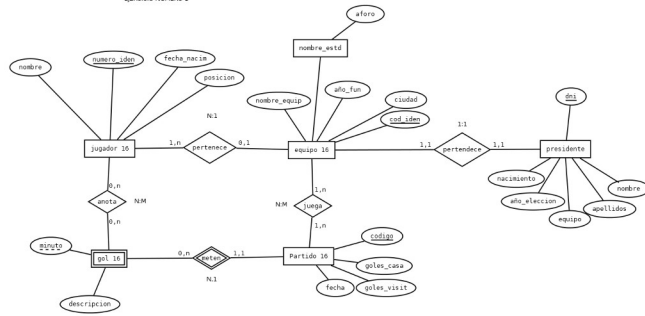 aforo
nombre_estd
nombre
numero_iden
fecha_nacim
posicion
nombre_equip
año_fun
ciudad
cod_iden
dni
N:1
1:1
jugador 16
1,n
pertenece
0,1
equipo 16
1,1
pertendece
1,1
presidente
nacimiento
año_eleccion
equipo
apellidos
nombre
0,n
anota
N:M
0,n
1,n
N:M
juega
1,n
minuto
gol 16
0,n
meten
1,1
N.1
Partido 16
codigo
goles_casa
goles_visit
fecha
descripcion